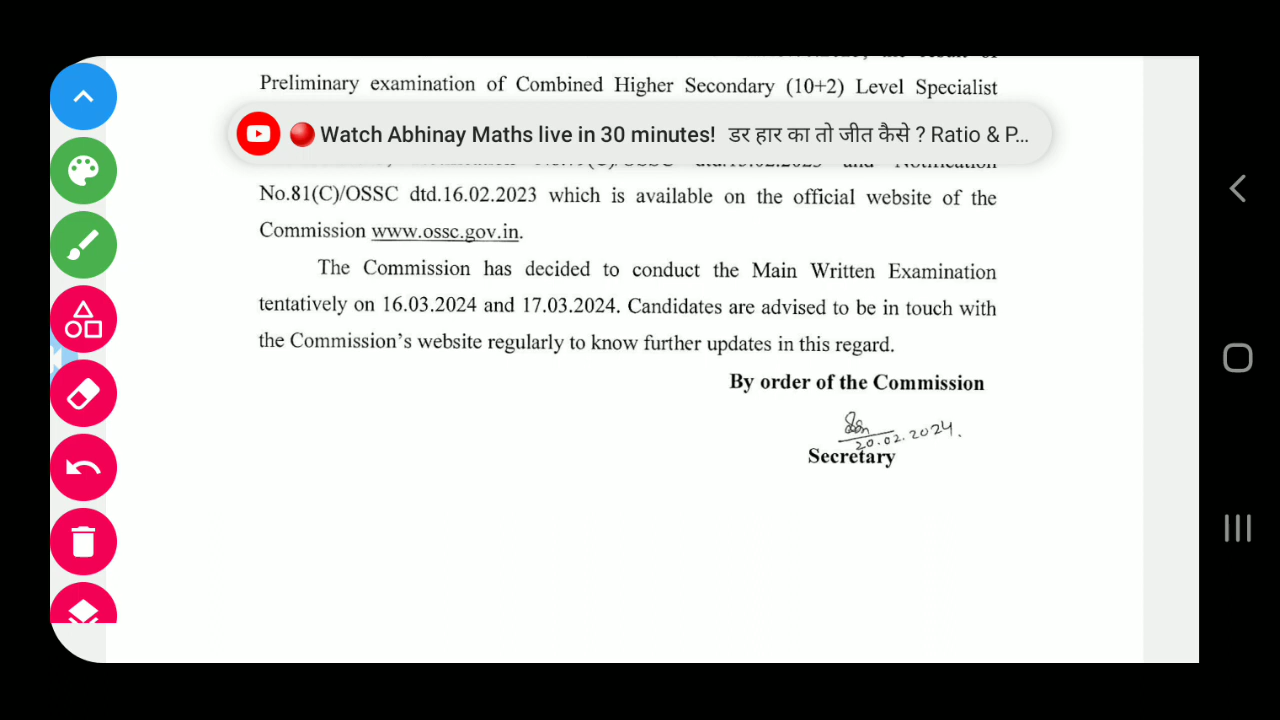 Preliminary examination of Combined Higher Secondary (10+2) Level Specialist
Watch Abhinay Maths live in 30 minutes! डर हार का तो जीत कैसे ? Ratio & P...
No.81(C)/OSSC dtd.16.02.2023 which is available on the official website of the
Commission www.ossc.gov.in.
The Commission has decided to conduct the Main Written Examination
tentatively on 16.03.2024 and 17.03.2024. Candidates are advised to be in touch with
the Commission's website regularly to know further updates in this regard.
By order of the Commission
20.02.2024.
Secretary